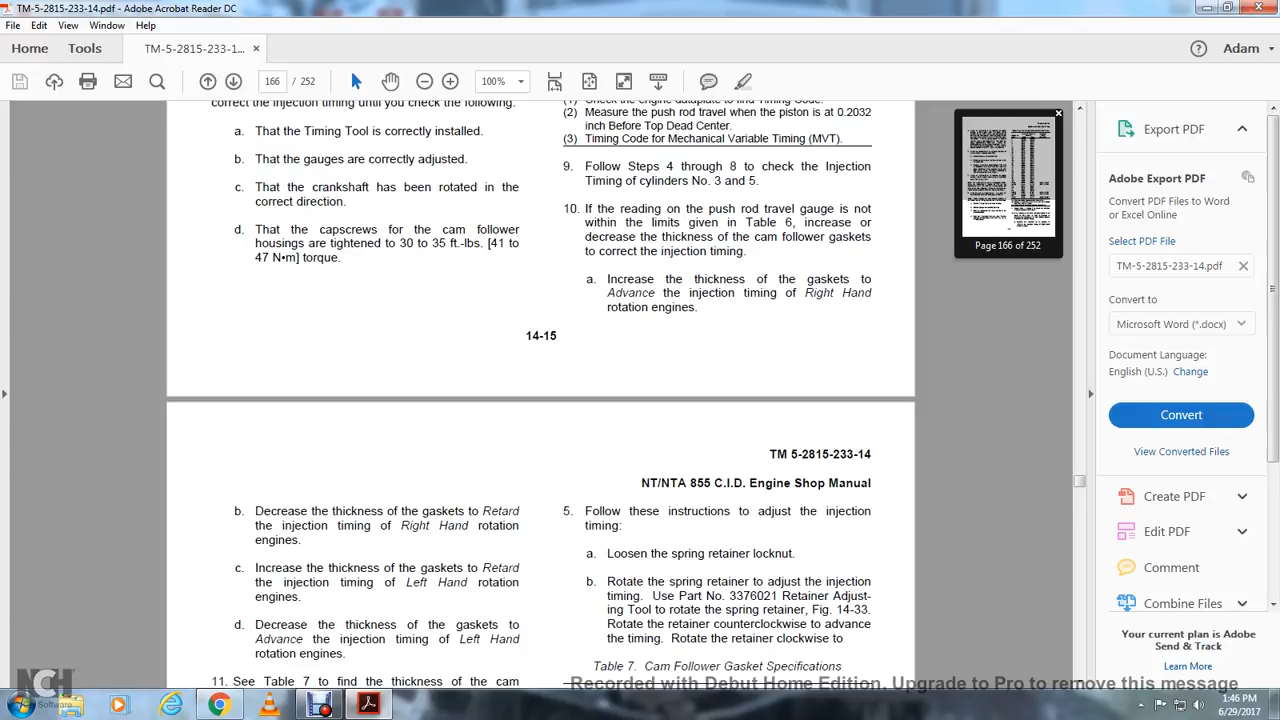 TM-5-2815-233-14.pdf - Adobe Acrobat Reader DC
File Edit View Window Help
Home Tools TM-5-2815-233-1... × Adam
166 / 252 100%
correct the injection timing until you check the following.
a. That the Timing Tool is correctly installed.
b. That the gauges are correctly adjusted.
c. That the crankshaft has been rotated in the
correct direction.
d. That the capscrews for the cam follower
housings are tightened to 30 to 35 ft.-lbs. [41 to
47 N•m] torque.
(1) Check the engine dataplate to find Timing Code.
(2) Measure the push rod travel when the piston is at 0.2032
inch Before Top Dead Center.
(3) Timing Code for Mechanical Variable Timing (MVT).
9. Follow Steps 4 through 8 to check the Injection
Timing of cylinders No. 3 and 5.
10. If the reading on the push rod travel gauge is not
within the limits given in Table 6, increase or
decrease the thickness of the cam follower gaskets
to correct the injection timing.
a. Increase the thickness of the gaskets to
Advance the injection timing of Right Hand
rotation engines.
14-15
TM 5-2815-233-14
NT/NTA 855 C.I.D. Engine Shop Manual
b. Decrease the thickness of the gaskets to Retard
the injection timing of Right Hand rotation
engines.
c. Increase the thickness of the gaskets to Retard
the injection timing of Left Hand rotation
engines.
d. Decrease the thickness of the gaskets to
Advance the injection timing of Left Hand
rotation engines.
11. See Table 7 to find the thickness of the cam
5. Follow these instructions to adjust the injection
timing:
a. Loosen the spring retainer locknut.
b. Rotate the spring retainer to adjust the injection
timing. Use Part No. 3376021 Retainer Adjust-
ing Tool to rotate the spring retainer, Fig. 14-33.
Rotate the retainer counterclockwise to advance
the timing. Rotate the retainer clockwise to
Table 7. Cam Follower Gasket Specifications
Page 166 of 252
Export PDF
Adobe Export PDF
Convert PDF Files to Word
or Excel Online
Select PDF File
TM-5-2815-233-14.pdf
Convert to
Microsoft Word (*.docx)
Document Language:
English (U.S.) Change
Convert
View Converted Files
Create PDF
Edit PDF
Comment
Combine Files
Your current plan is Adobe
Send & Track
Learn More
NCH
Software
Recorded with Debut Home Edition. Upgrade to Pro to remove this message
1:46 PM
6/29/2017